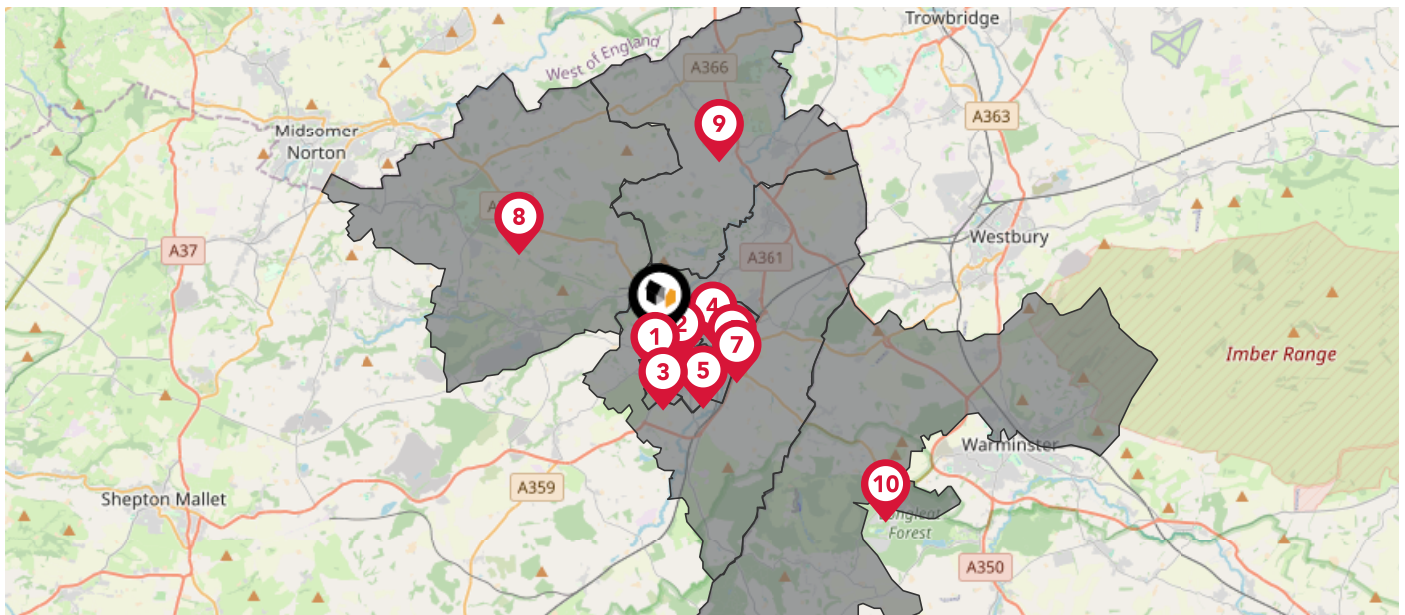 Trowbridge
West of England
A366
A363
9
Midsomer
Norton
8
A37
Westbury
A361
4
2
1
7
3
5
Imber Range
Warminster
Shepton Mallet
A359
10
Longleat
Forest
A350